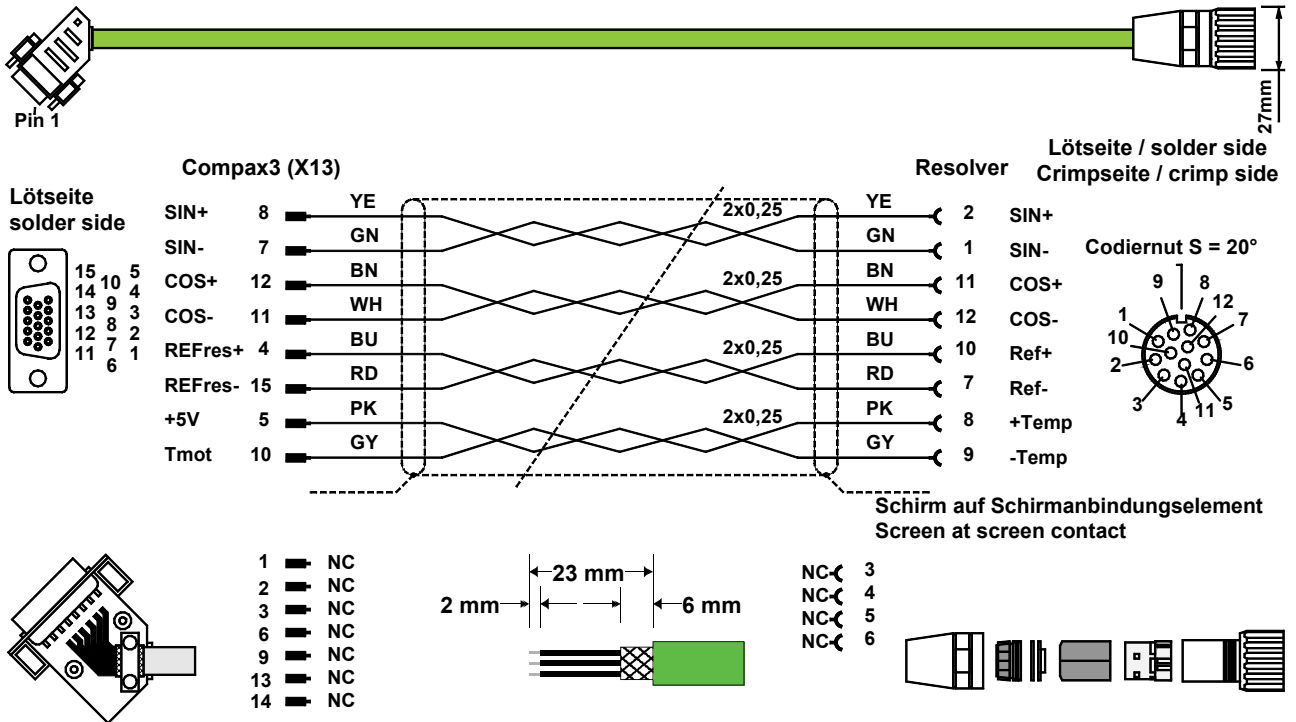 Pin 1
27mm
Compax3 (X13)
Resolver
Lötseite / solder side
Crimpseite / crimp side
Lötseite
solder side
15 10 5
14 9 4
13 8 3
12 7 2
11 6 1
SIN+ 8 YE 2x0,25 YE 2 SIN+
SIN- 7 GN GN 1 SIN-
COS+ 12 BN 2x0,25 BN 11 COS+
COS- 11 WH WH 12 COS-
REFres+ 4 BU 2x0,25 BU 10 Ref+
REFres- 15 RD RD 7 Ref-
+5V 5 PK 2x0,25 PK 8 +Temp
Tmot 10 GY GY 9 -Temp
Codiernut S = 20°
9 8
12
1 7
10
2 6
3 5
4 11
Schirm auf Schirmanbindungselement
Screen at screen contact
1 NC
2 NC
3 NC
6 NC
9 NC
13 NC
14 NC
23 mm
2 mm 6 mm
NC 3
NC 4
NC 5
NC 6